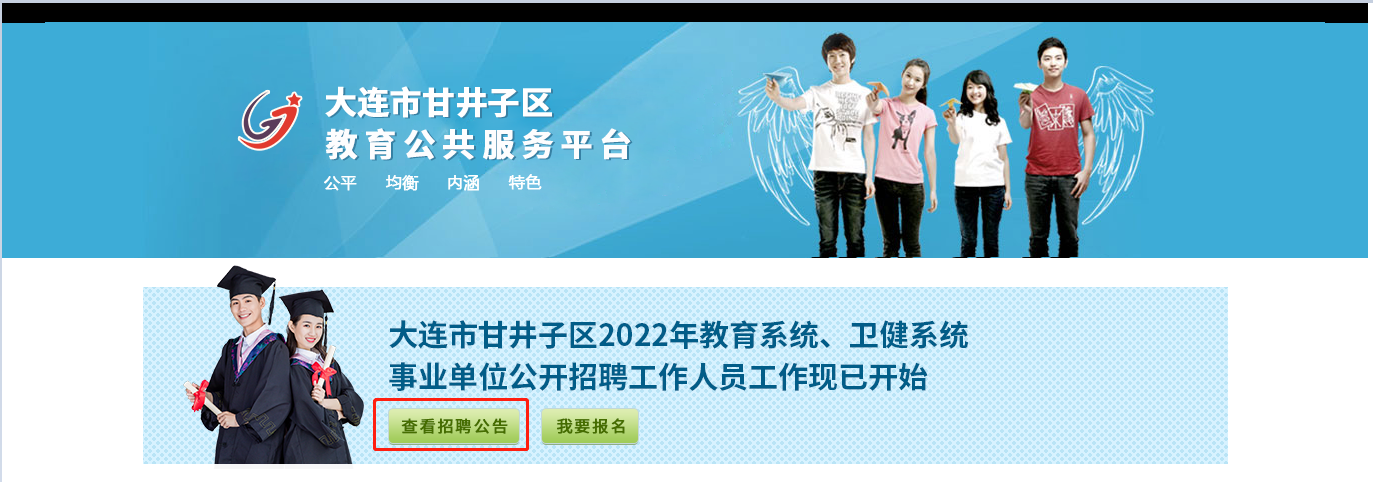 大连市甘井子区
教育公共服务平台
公平 均衡 内涵 特色
大连市甘井子区2022年教育系统、卫健系统
事业单位公开招聘工作人员工作现已开始
查看招聘公告 我要报名